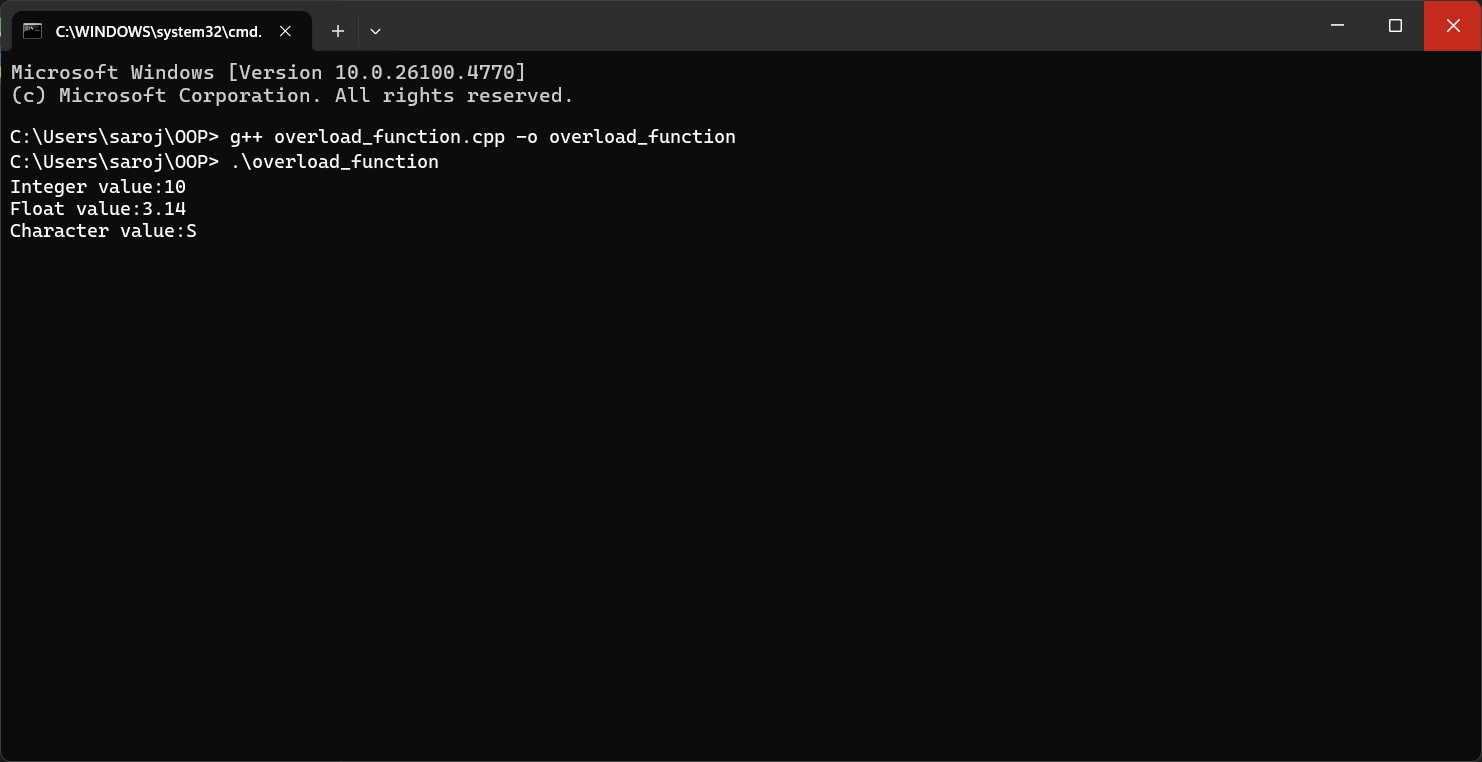 C:\WINDOWS\system32\cmd.
Microsoft Windows [Version 10.0.26100.4770]
(c) Microsoft Corporation. All rights reserved.
C:\Users\saroj\OOP> g++ overload_function.cpp -o overload_function
C:\Users\saroj\OOP> .\overload_function
Integer value:10
Float value:3.14
Character value:S